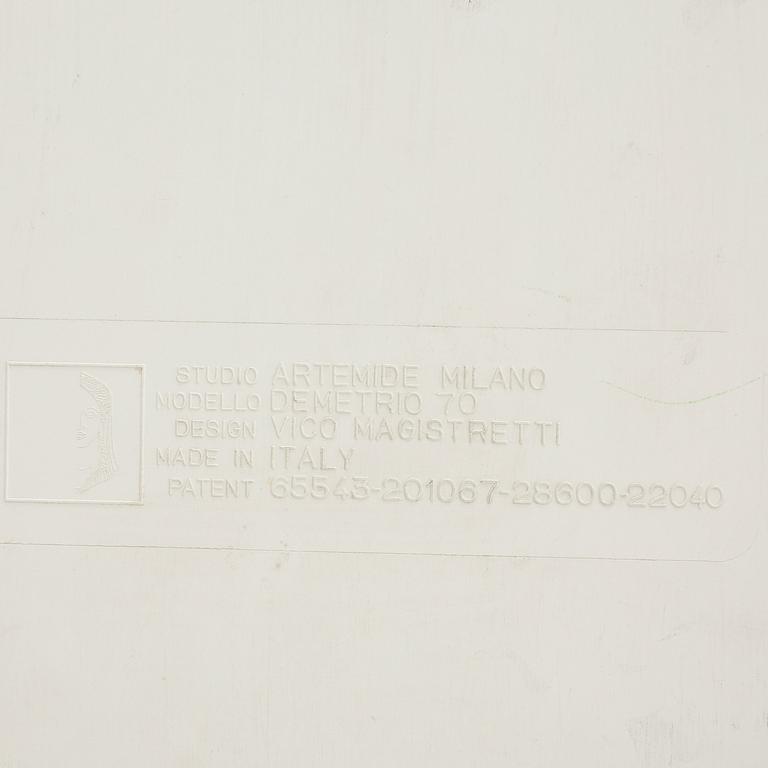 STUDIO ARTEMIDE MILANO
MODELLO DEMETRIO 70
DESIGN VICO MAGISTRETTI
MADE IN ITALY
PATENT 65543-201067-28600-22040